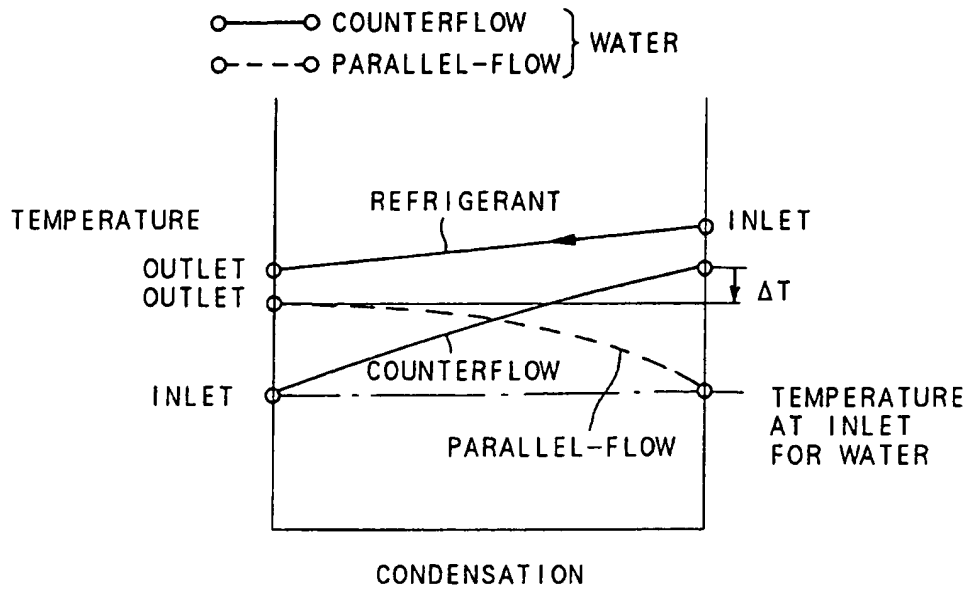 COUNTERFLOW
PARALLEL-FLOW
WATER
REFRIGERANT
TEMPERATURE
INLET
OUTLET
OUTLET
ΔT
COUNTERFLOW
INLET
TEMPERATURE
AT INLET
FOR WATER
PARALLEL-FLOW
CONDENSATION